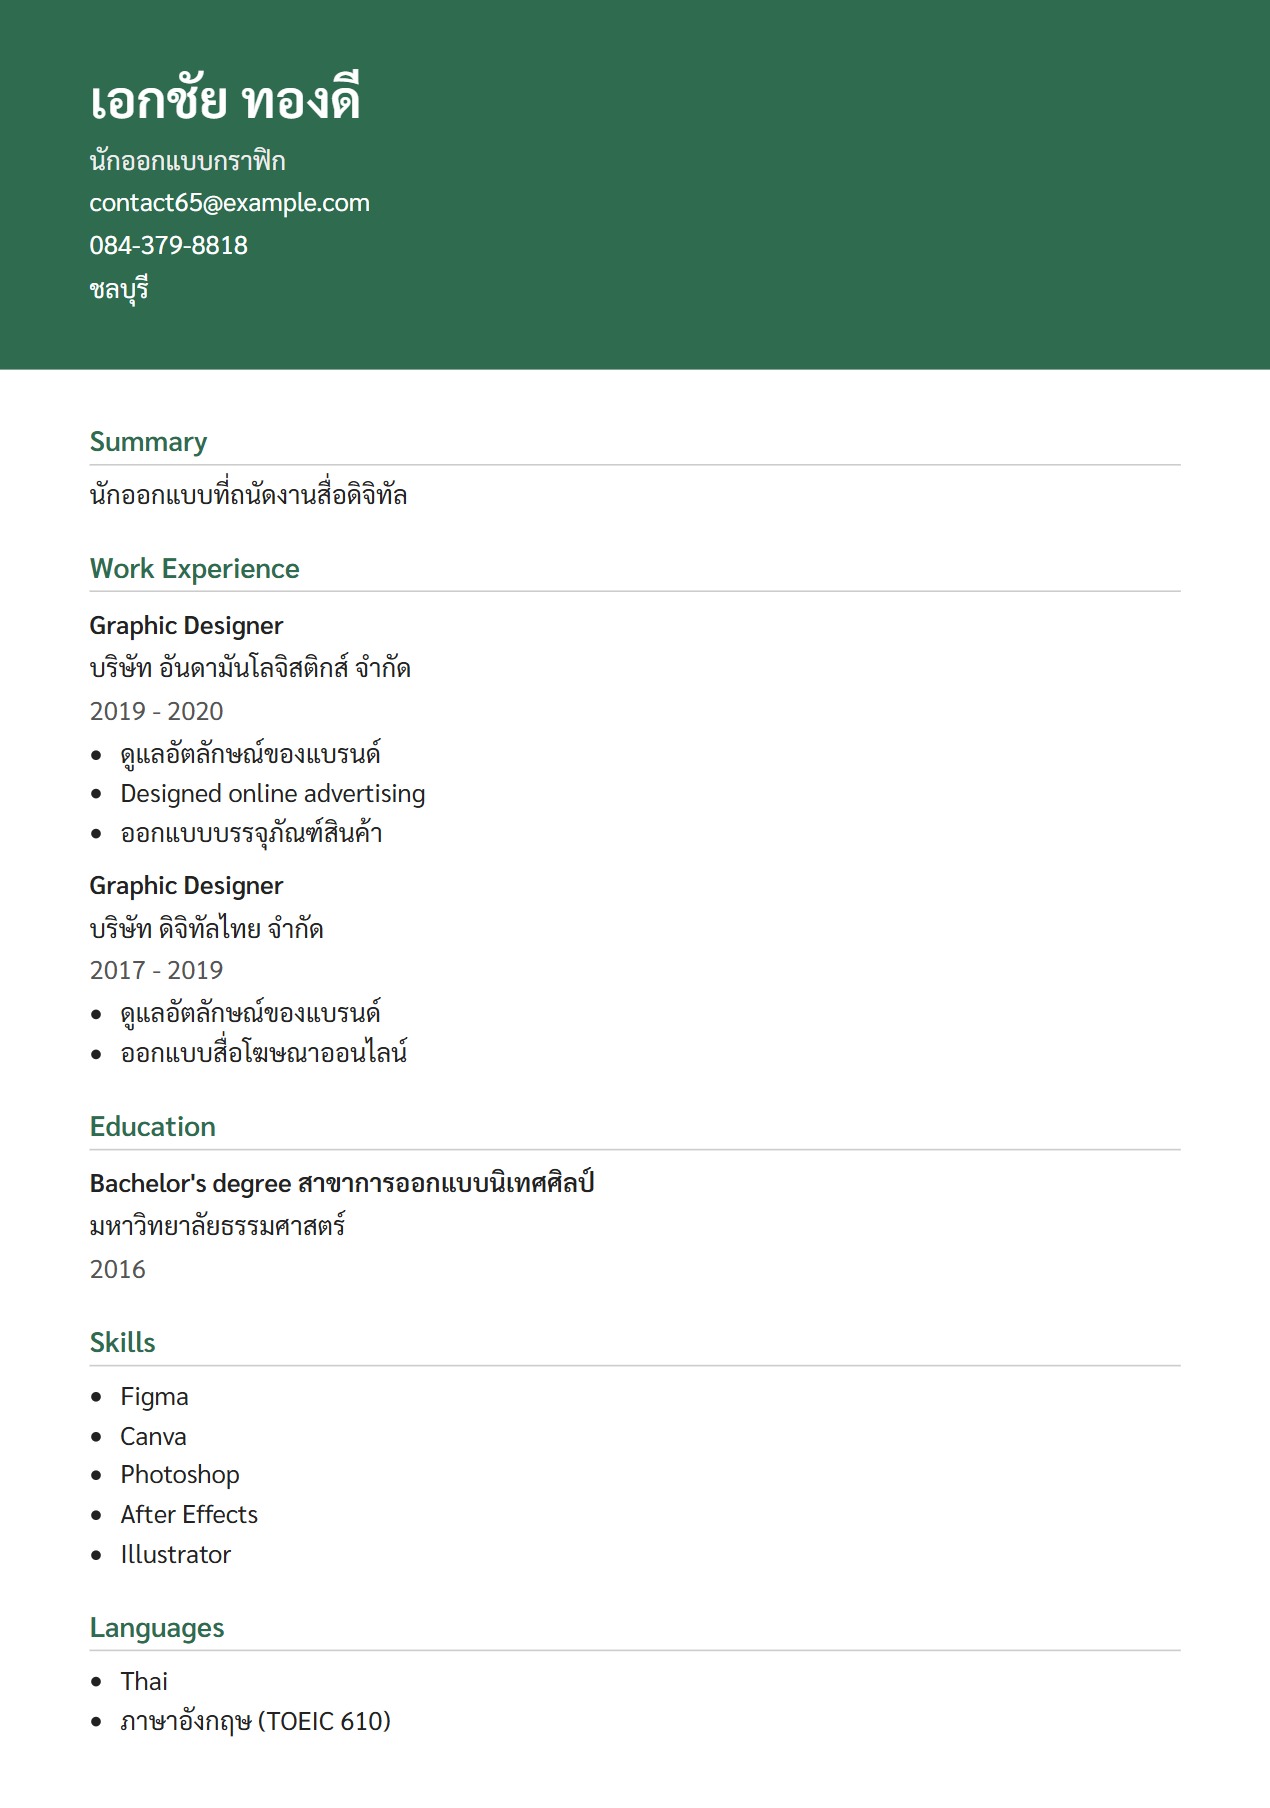 เอกชัย ทองดี
นักออกแบบกราฟิก
contact65@example.com
084-379-8818
ชลบุรี
Summary
นักออกแบบที่ถนัดงานสื่อดิจิทัล
Work Experience
Graphic Designer
บริษัท อันดามันโลจิสติกส์ จำกัด
2019 - 2020
• ดูแลอัตลักษณ์ของแบรนด์
• Designed online advertising
• ออกแบบบรรจุภัณฑ์สินค้า
Graphic Designer
บริษัท ดิจิทัลไทย จำกัด
2017 - 2019
• ดูแลอัตลักษณ์ของแบรนด์
• ออกแบบสื่อโฆษณาออนไลน์
Education
Bachelor's degree สาขาการออกแบบนิเทศศิลป์
มหาวิทยาลัยธรรมศาสตร์
2016
Skills
• Figma
• Canva
• Photoshop
• After Effects
• Illustrator
Languages
• Thai
• ภาษาอังกฤษ (TOEIC 610)